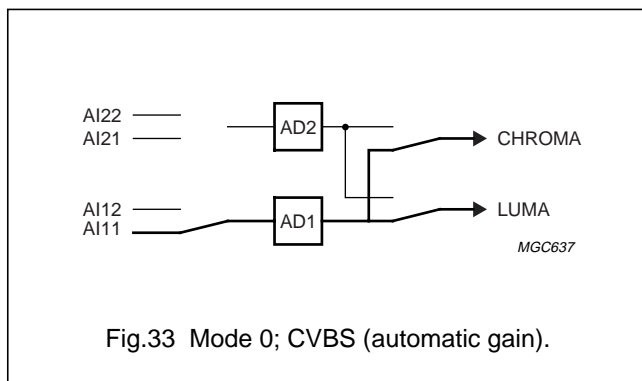 AI22
AI21
AD2
CHROMA
AI12
AI11
AD1
LUMA
MGC637
Fig.33 Mode 0; CVBS (automatic gain).